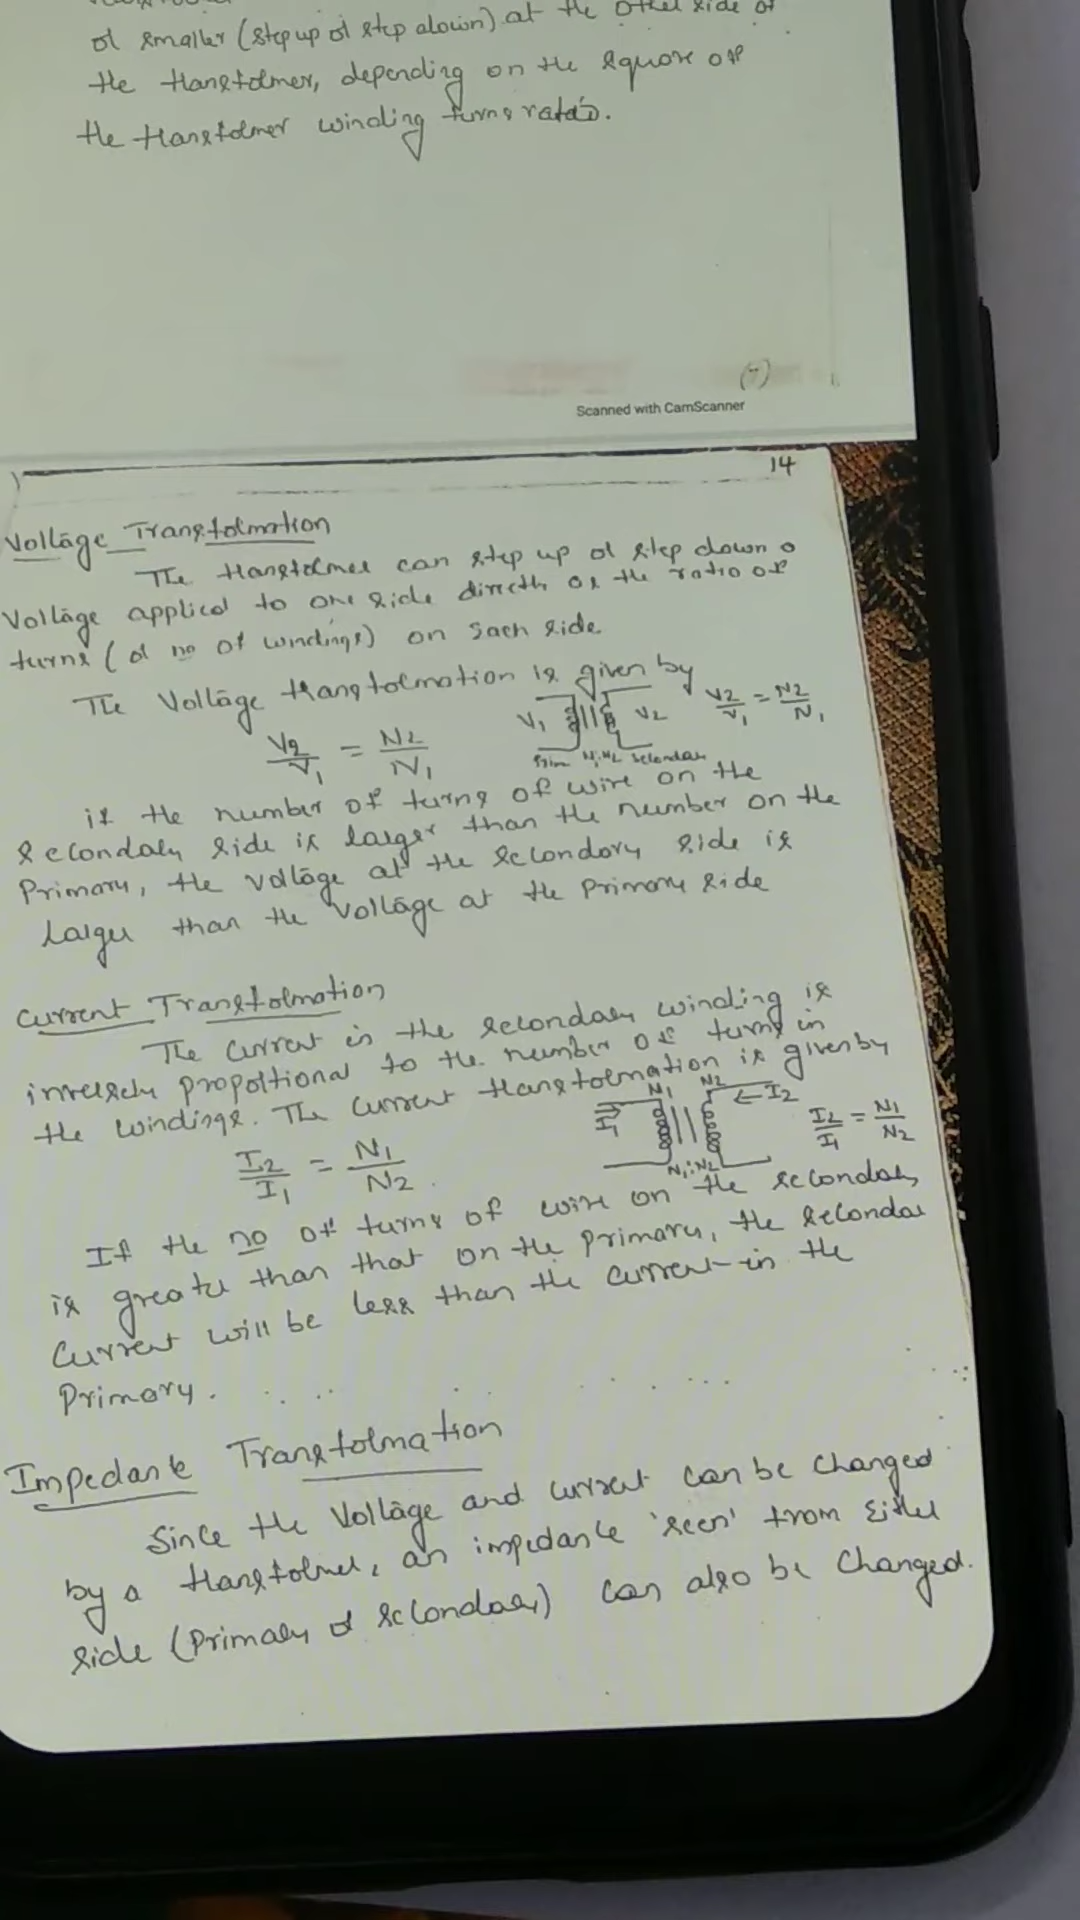 or smaller (step up or step down) at the other side of
the transformer, depending on the square of
the transformer winding turns ratio.
(7)
Scanned with CamScanner
14
Voltage Transformation
The transformer can step up or step down a
Voltage applied to one side directly as the ratio of
turns (or no of windings) on each side
The Voltage transformation is given by
V2/V1 = N2/N1
V1 V2
Prim N1:N2 Secondary
V2/V1 = N2/N1
if the number of turns of wire on the
secondary side is larger than the number on the
Primary, the voltage at the secondary side is
Larger than the voltage at the primary side
Current Transformation
The current in the secondary winding is
inversely proportional to the number of turns in
the windings. The current transformation is given by
I2/I1 = N1/N2.
N1 N2
I1 I2
N1:N2
I2/I1 = N1/N2
If the no of turns of wire on the secondary
is greater than that on the primary, the secondary
Current will be less than the current in the
Primary.
Impedance Transformation
Since the Voltage and current can be changed
by a transformer, an impedance 'seen' from Either
side (Primary or secondary) can also be changed.